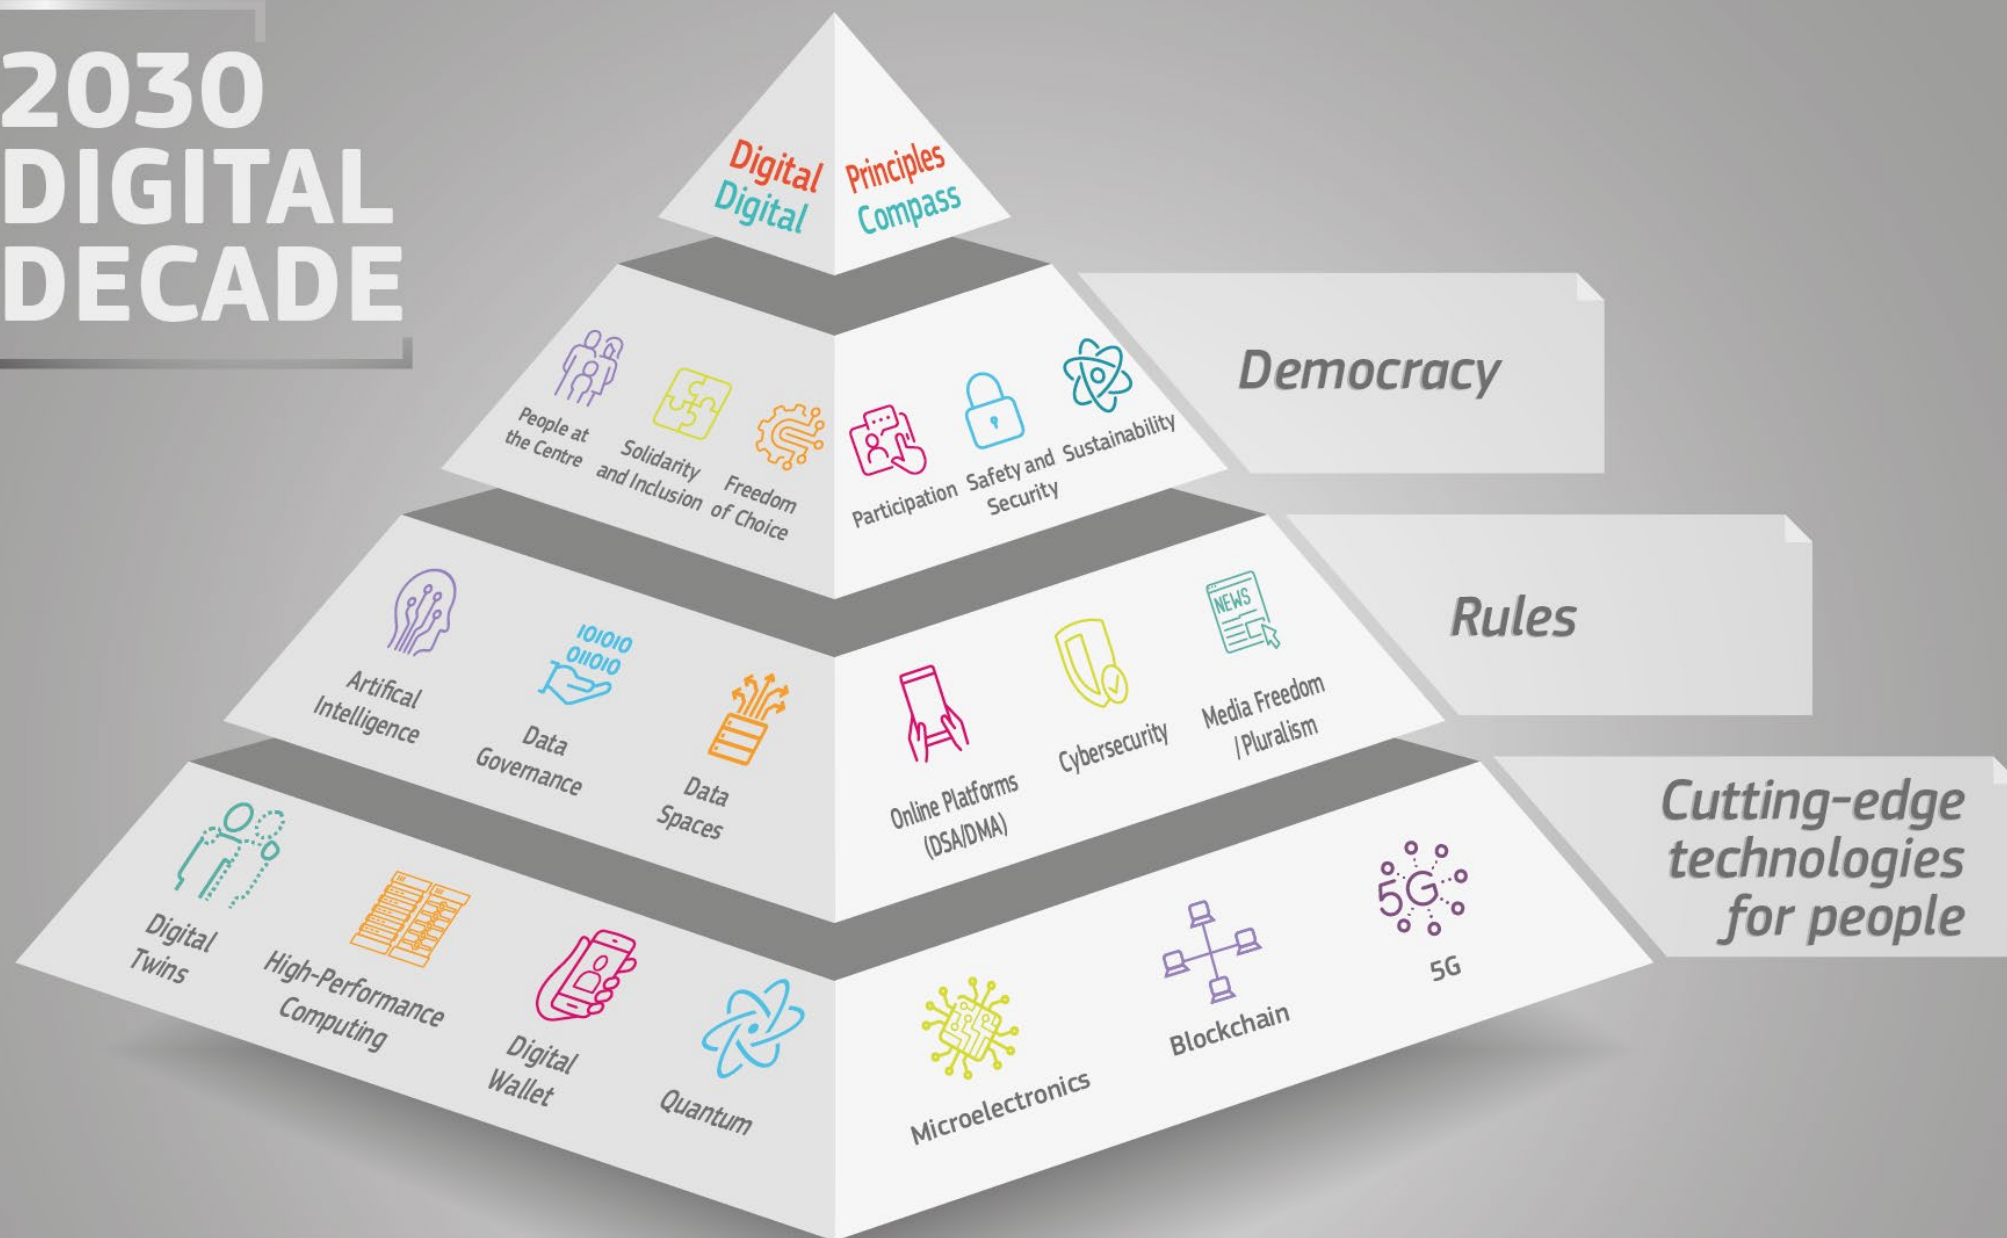 2030
DIGITAL
DECADE
Digital Principles
Digital Compass
Democracy
People at
the Centre
Solidarity
and Inclusion
Freedom
of Choice
Participation
Safety and
Security
Sustainability
Rules
Artifical
Intelligence
101010
011010
Data
Governance
Data
Spaces
Online Platforms
(DSA/DMA)
Cybersecurity
NEWS
Media Freedom
/Pluralism
Cutting-edge
technologies
for people
Digital
Twins
High-Performance
Computing
Digital
Wallet
Quantum
Microelectronics
Blockchain
5G
5G